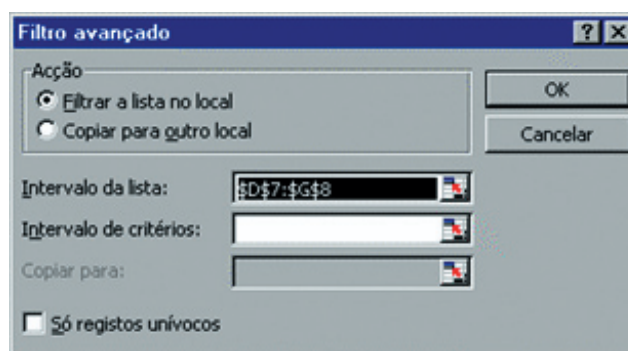 Filtro avançado
Acção
Filtrar a lista no local
Copiar para outro local
OK
Cancelar
Intervalo da lista: $D$7:$G$8
Intervalo de critérios:
Copiar para:
Só registos unívocos